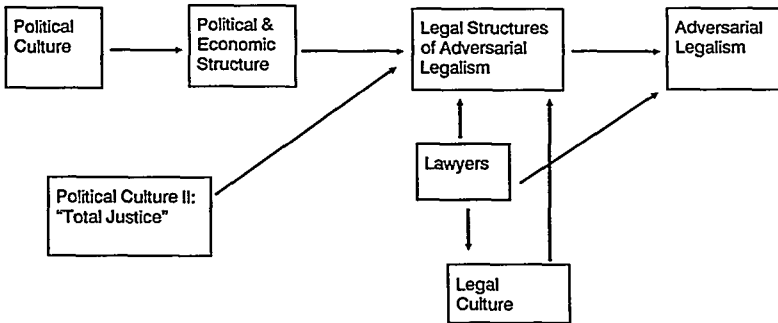 Political
Culture
Political &
Economic
Structure
Legal Structures
of Adversarial
Legalism
Adversarial
Legalism
Lawyers
Political Culture II:
"Total Justice"
Legal
Culture